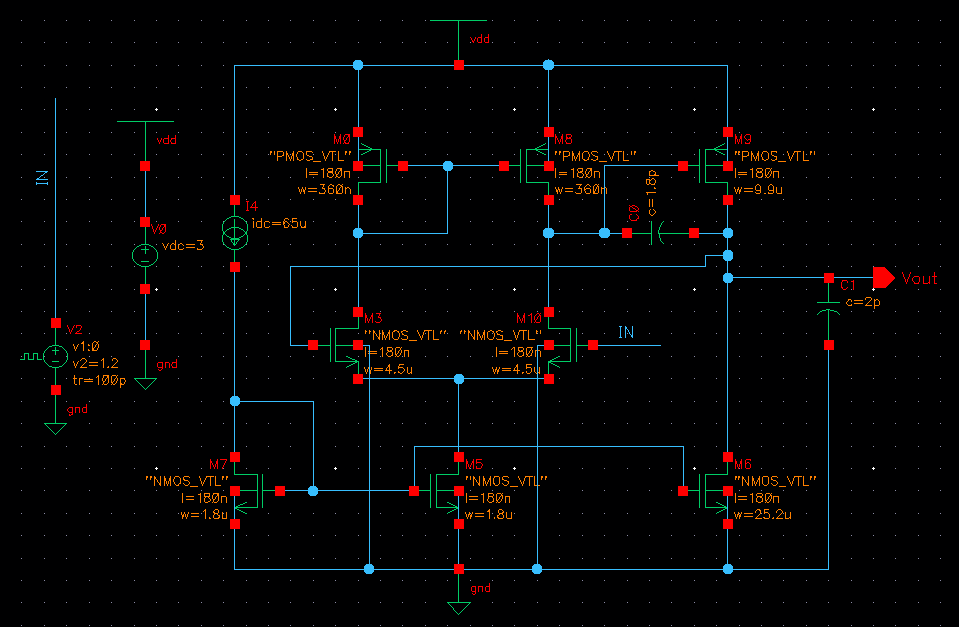 vdd
M0
"PMOS_VTL"
l=180n
w=360n
M8
"PMOS_VTL"
l=180n
w=360n
M9
"PMOS_VTL"
l=180n
w=9.9u
vdd
IN
I4
idc=65u
C0
c=1.8p
V0
vdc=3
Vout
C1
c=2p
M3
"NMOS_VTL"
l=180n
w=4.5u
M10
"NMOS_VTL"
l=180n
w=4.5u
IN
V2
v1:0
v2=1.2
tr=100p
gnd
gnd
M7
"NMOS_VTL"
l=180n
w=1.8u
M5
"NMOS_VTL"
l=180n
w=1.8u
M6
"NMOS_VTL"
l=180n
w=25.2u
gnd